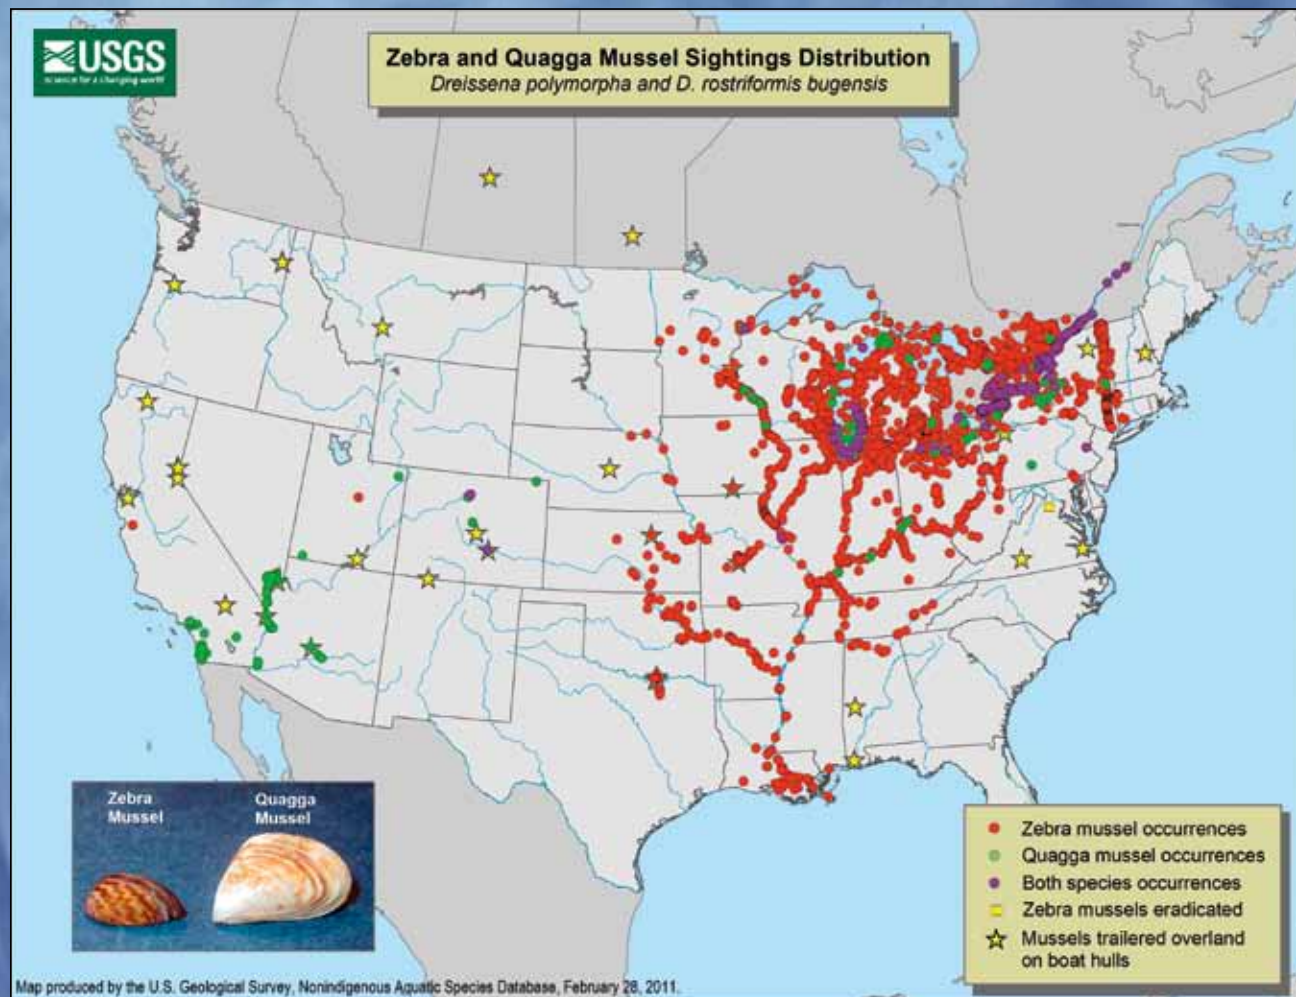 USGS
science for a changing world
Zebra and Quagga Mussel Sightings Distribution
Dreissena polymorpha and D. rostriformis bugensis
Zebra
Mussel
Quagga
Mussel
Zebra mussel occurrences
Quagga mussel occurrences
Both species occurrences
Zebra mussels eradicated
Mussels trailered overland
on boat hulls
Map produced by the U.S. Geological Survey, Nonindigenous Aquatic Species Database, February 28, 2011.